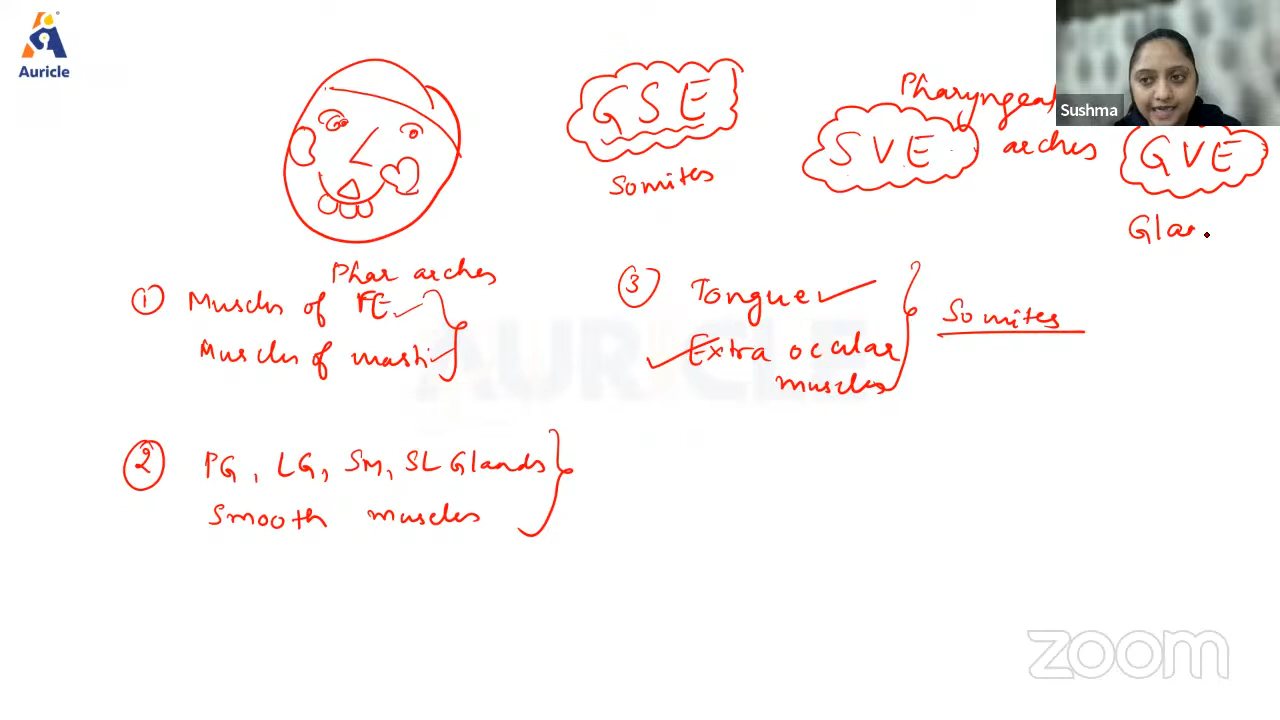 Auricle
GSE
Somites
Pharyngeal
arches
SVE
GVE
Glan
Sushma
Phar arches
① Muscles of FE
Muscles of masti
③ Tongue
Extra ocular
muscles
Somites
② PG, LG, SM, SL Glands
Smooth muscles
AURICLE
zoom